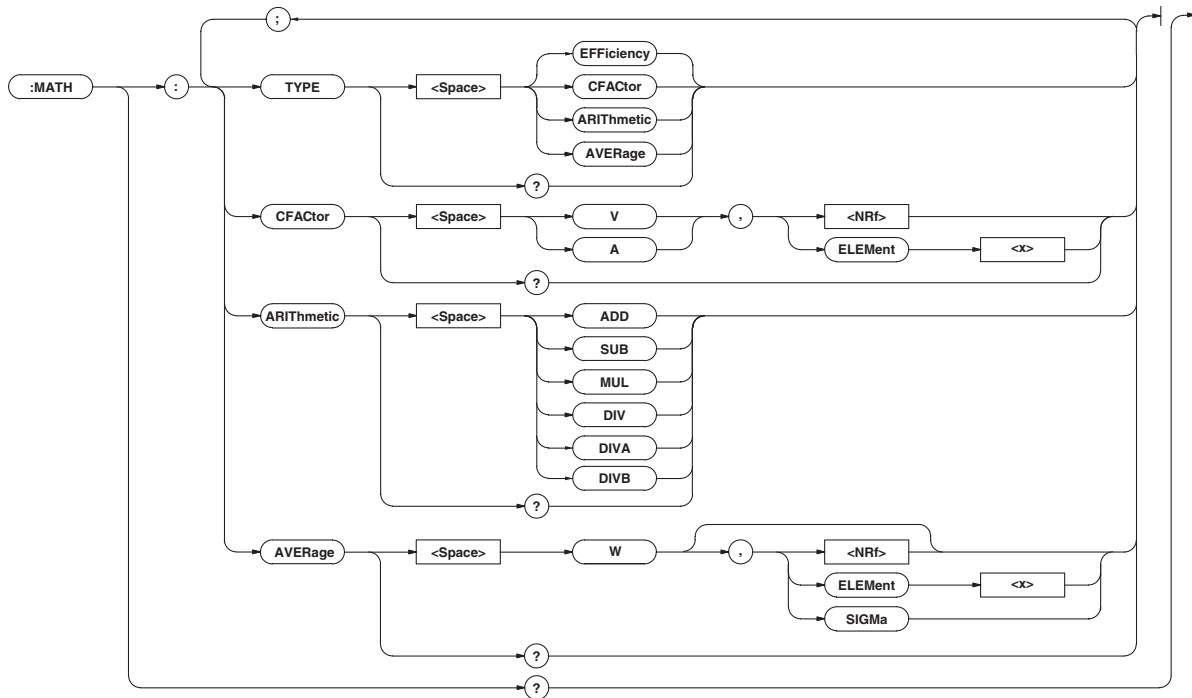 ;
:MATH : TYPE <Space> EFFiciency
CFACtor
ARIThmetic
AVERage
?
CFACtor <Space> V , <NRf>
A ELEMent <x>
?
ARIThmetic <Space> ADD
SUB
MUL
DIV
DIVA
DIVB
?
AVERage <Space> W , <NRf>
ELEMent <x>
SIGMa
?
?